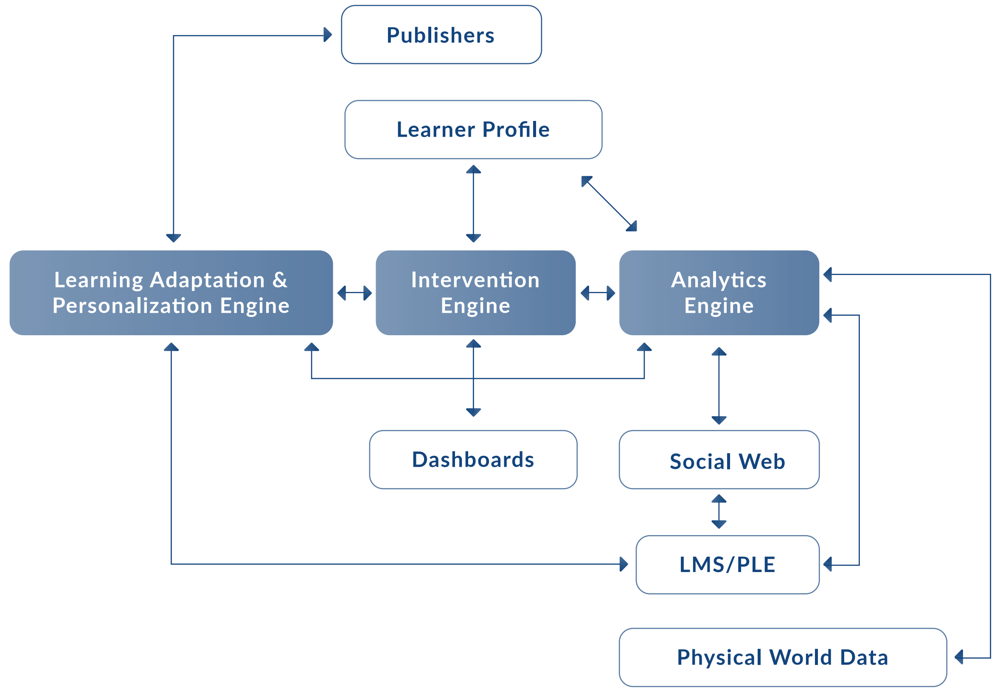 Publishers
Learner Profile
Learning Adaptation &
Personalization Engine
Intervention
Engine
Analytics
Engine
Dashboards
Social Web
LMS/PLE
Physical World Data